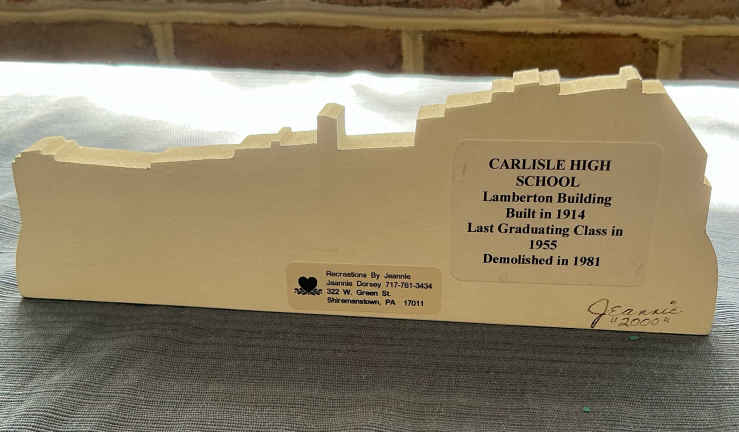 CARLISLE HIGH
SCHOOL
Lamberton Building
Built in 1914
Last Graduating Class in
1955
Demolished in 1981
Recreations By Jeannie
Jeannie Dorsey 717-761-3434
322 W. Green St.
Shiremanstown, PA 17011
Jeannie
"2000"